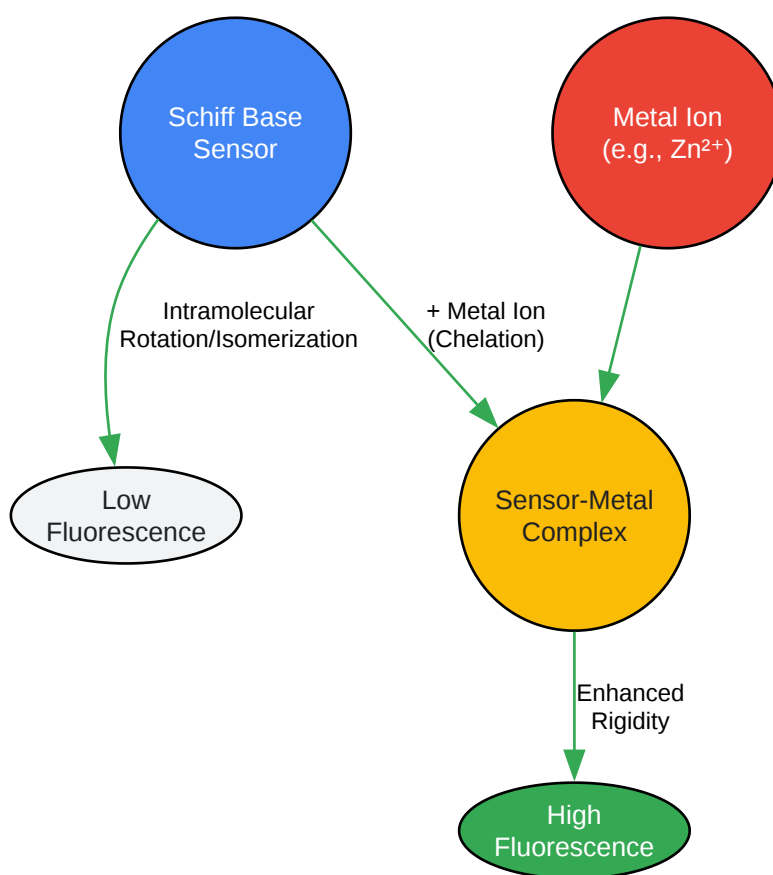 Schiff Base
Sensor
Metal Ion
(e.g., Zn²⁺)
Intramolecular
Rotation/Isomerization
+ Metal Ion
(Chelation)
Low
Fluorescence
Sensor-Metal
Complex
Enhanced
Rigidity
High
Fluorescence